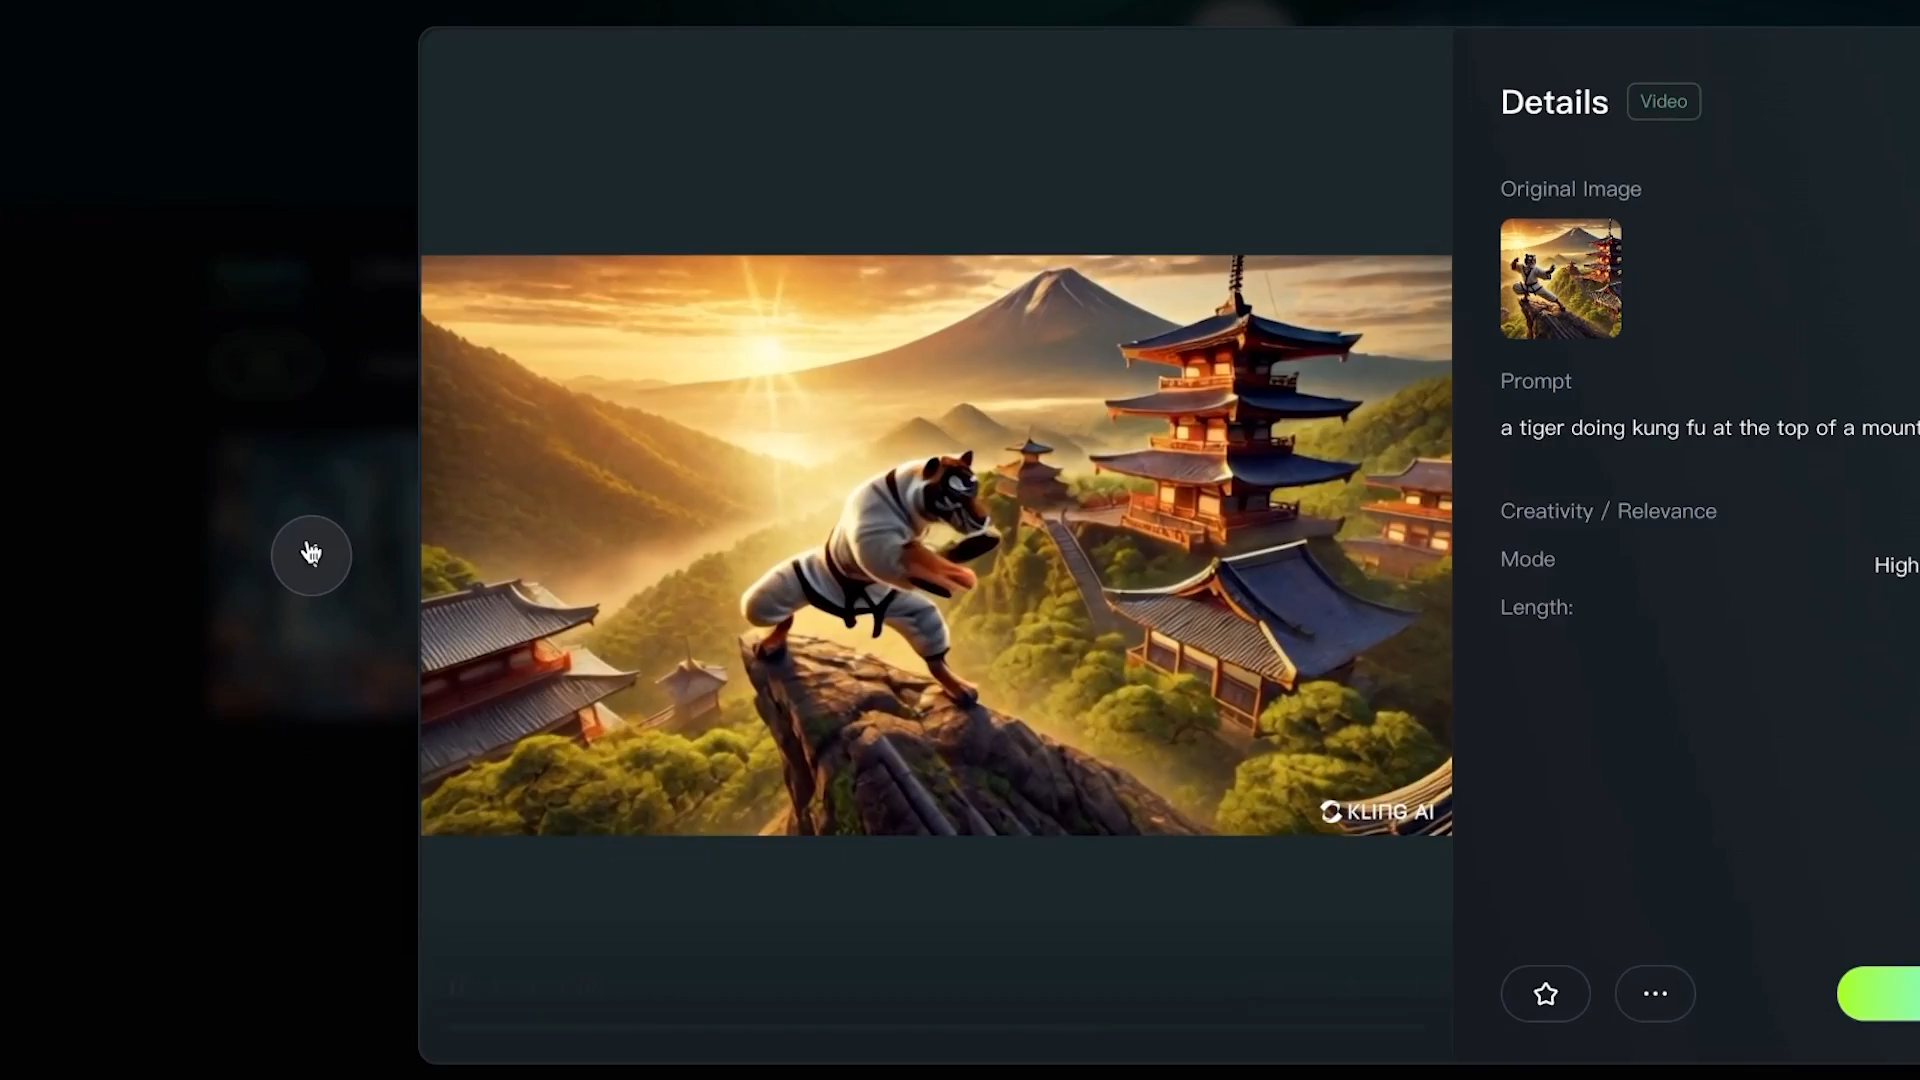 Details
Video
Original Image
Prompt
a tiger doing kung fu at the top of a mount
Creativity / Relevance
Mode
High
Length:
KLING AI